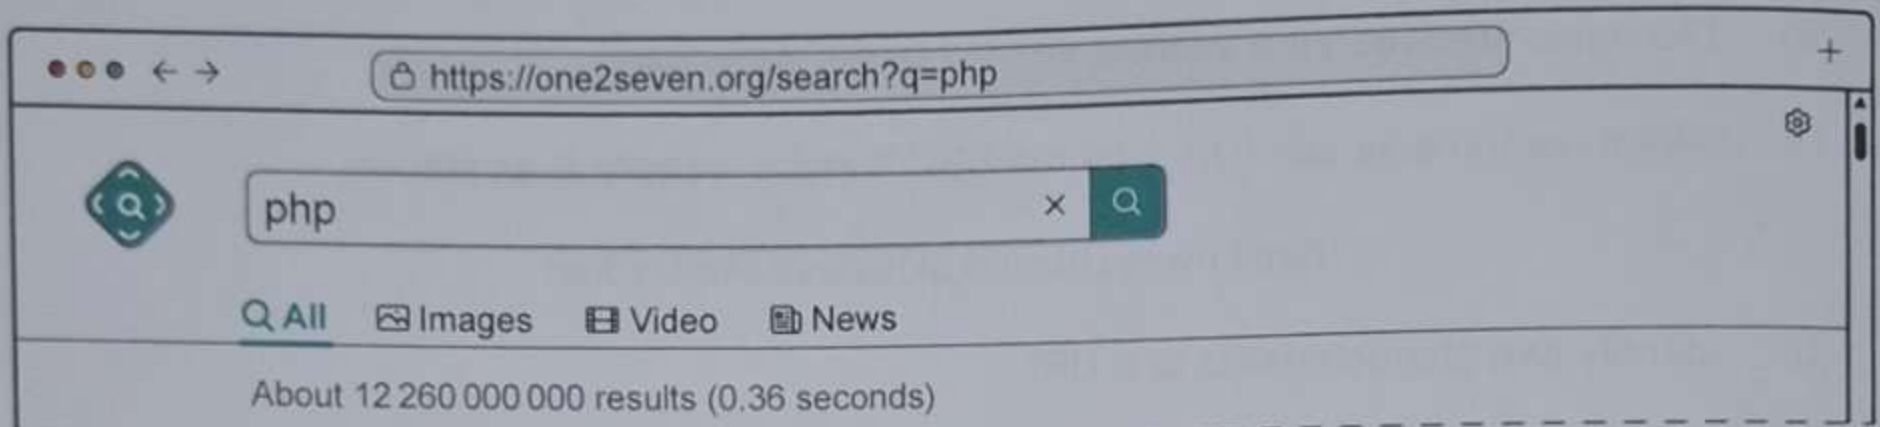 https://one2seven.org/search?q=php
php
All Images Video News
About 12 260 000 000 results (0.36 seconds)